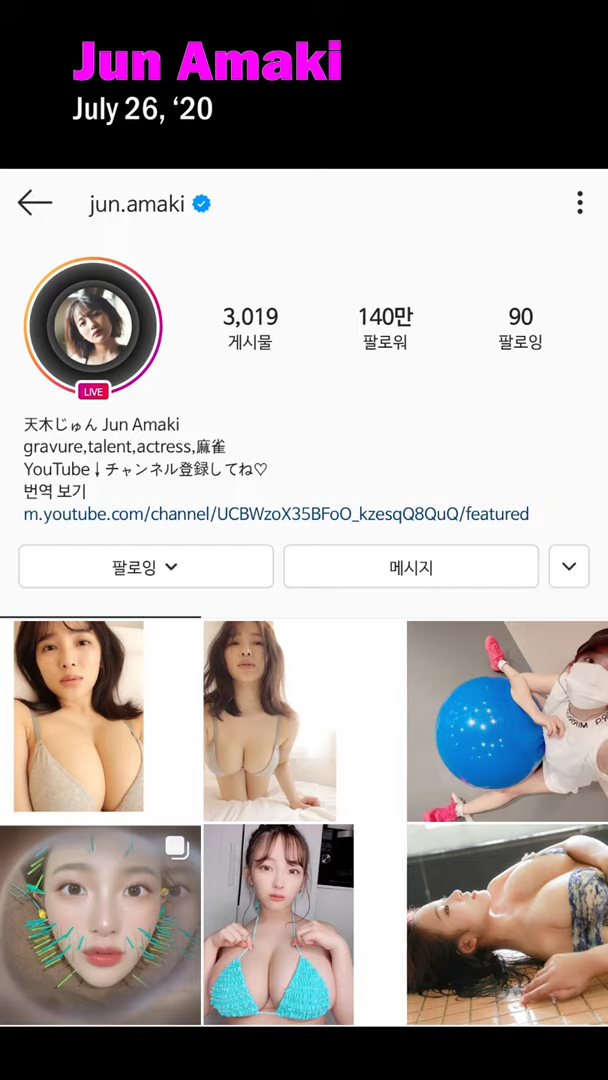 Jun Amaki
July 26, ‘20
jun.amaki
3,019
140만
90
게시물
팔로워
팔로잉
LIVE
天木じゅん Jun Amaki
gravure,talent,actress,麻雀
YouTube↓チャンネル登録してね♡
번역 보기
m.youtube.com/channel/UCBWzoX35BFoO_kzesqQ8QuQ/featured
팔로잉
메시지